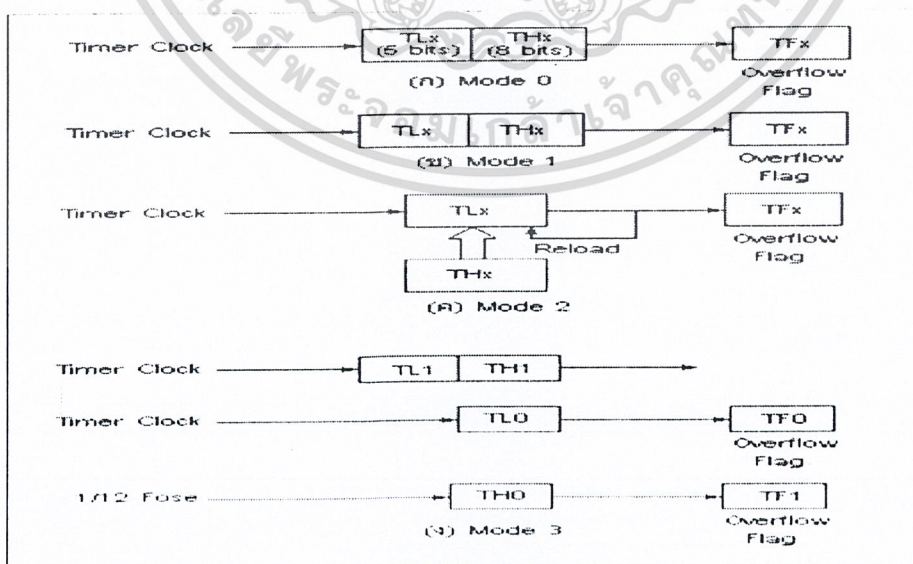 Timer Clock
TLx
(5 bits)
THx
(8 bits)
TFx
Overflow
Flag
(ก) Mode 0
Timer Clock
TLx
THx
TFx
Overflow
Flag
(ข) Mode 1
Timer Clock
TLx
TFx
Reload
Overflow
Flag
THx
(ค) Mode 2
Timer Clock
TL1
TH1
Timer Clock
TL0
TF0
Overflow
Flag
1/12 Fosc
TH0
TF1
Overflow
Flag
(ง) Mode 3